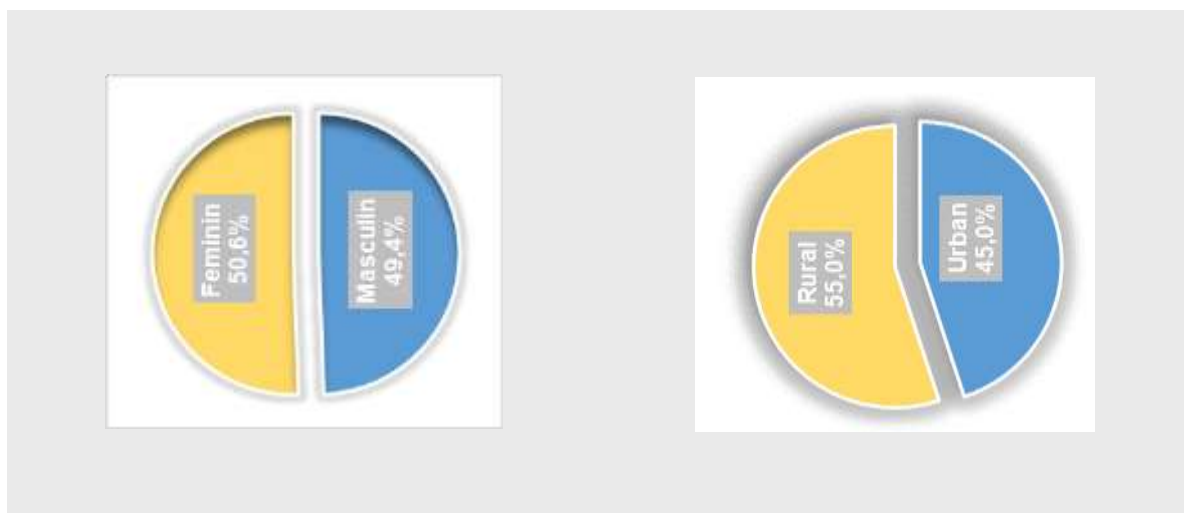 Feminin
50,6%
Masculin
49,4%
Rural
55,0%
Urban
45,0%